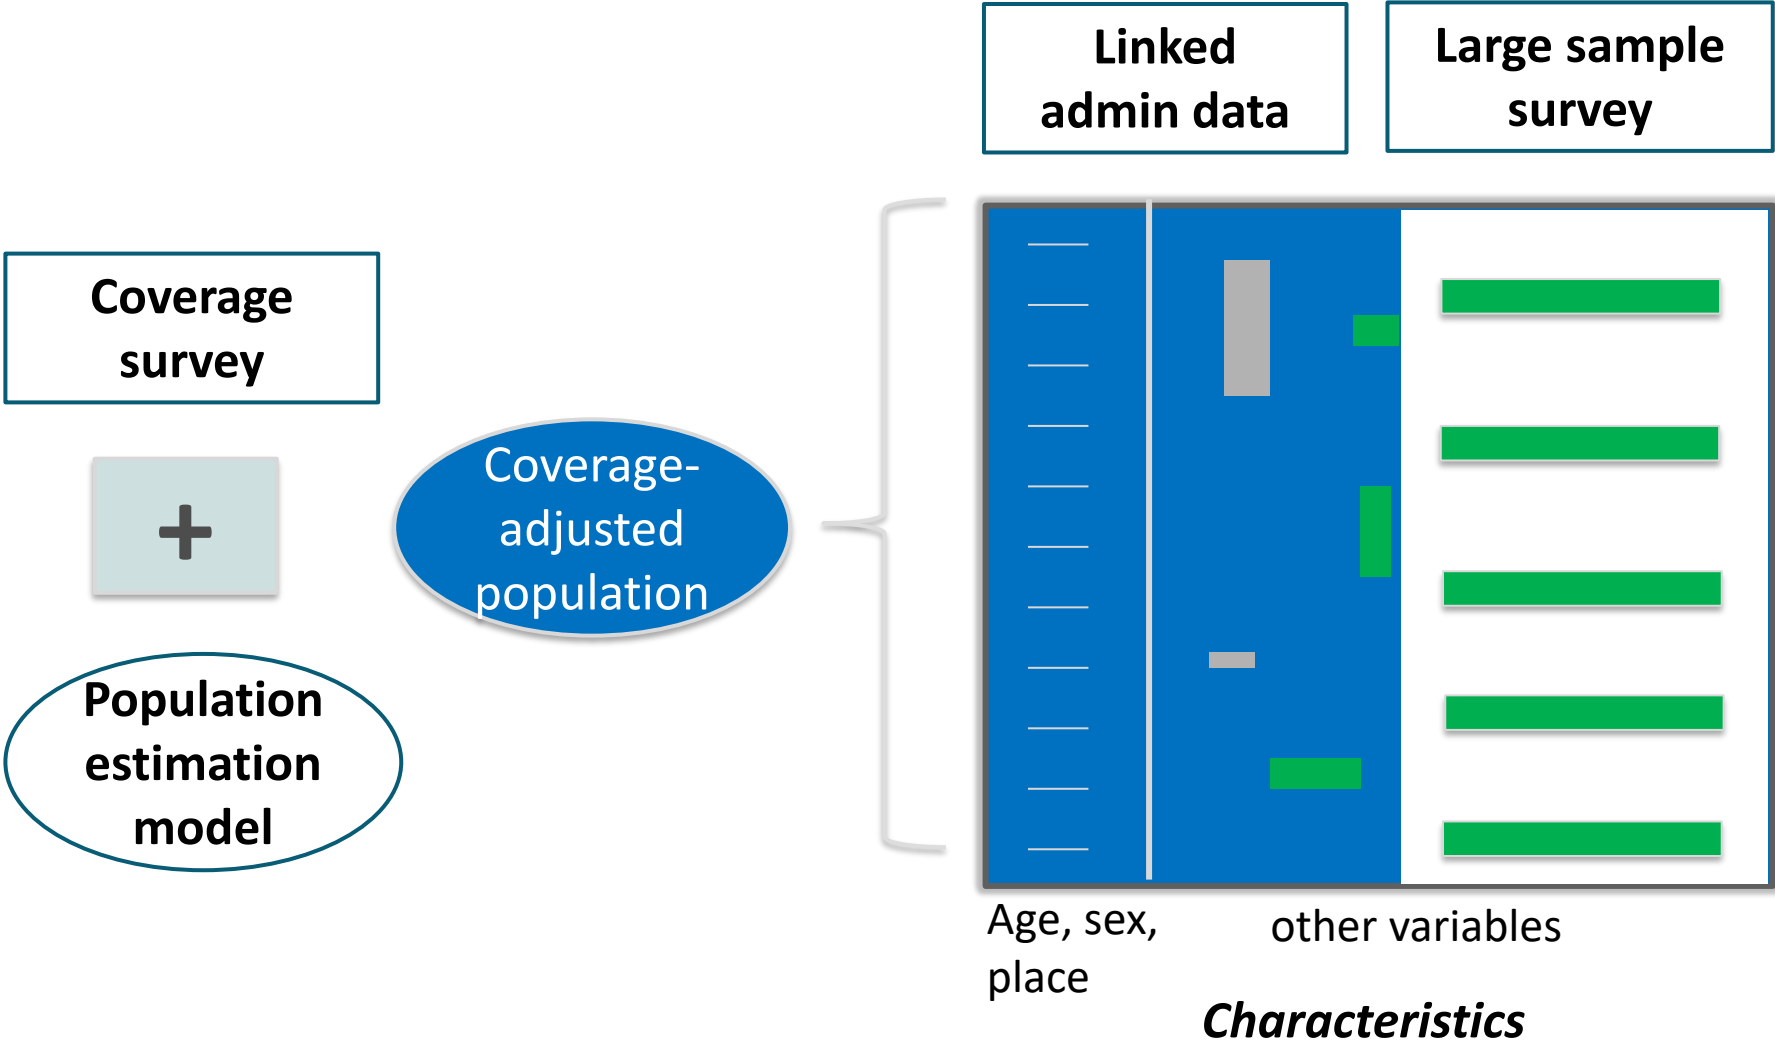 Linked
admin data
Large sample
survey
Coverage
survey
+
Population
estimation
model
Coverage-
adjusted
population
Age, sex,
place
other variables
Characteristics